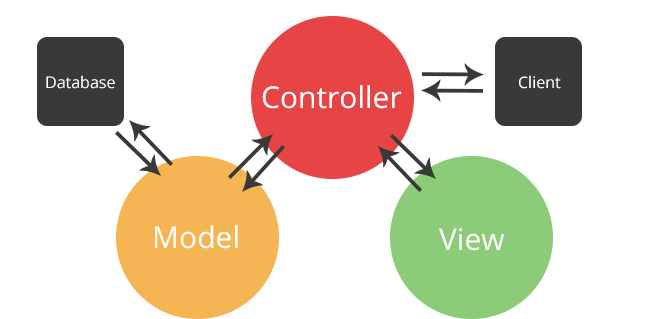 Database
Controller
Client
Model
View